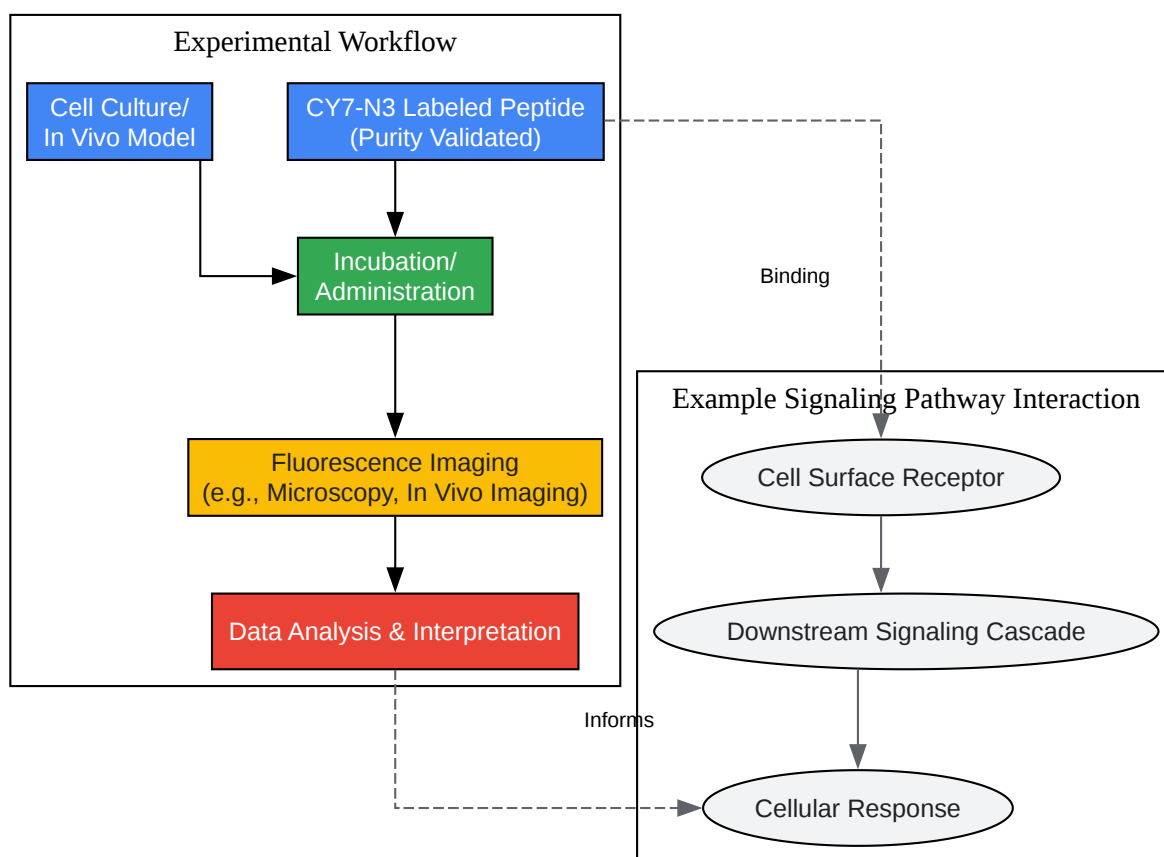 Experimental Workflow
Cell Culture/
In Vivo Model
CY7-N3 Labeled Peptide
(Purity Validated)
Incubation/
Administration
Binding
Fluorescence Imaging
(e.g., Microscopy, In Vivo Imaging)
Data Analysis & Interpretation
Informs
Example Signaling Pathway Interaction
Cell Surface Receptor
Downstream Signaling Cascade
Cellular Response